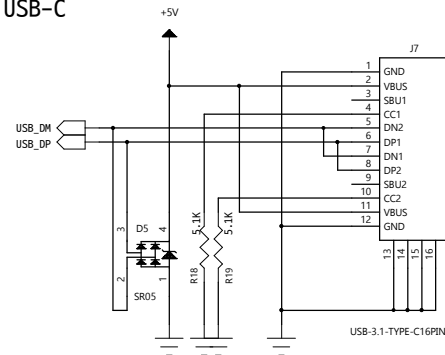 USB-C
+5V
J7
1 GND
2 VBUS
3 SBU1
4 CC1
USB_DM 5 DN2
USB_DP 6 DP1
7 DN1
8 DP2
9 SBU2
10 CC2
11 VBUS
12 GND
5.1K 5.1K
3 D5 4
R18 R19
2 1
SR05
13 14 15 16
USB-3.1-TYPE-C16PIN